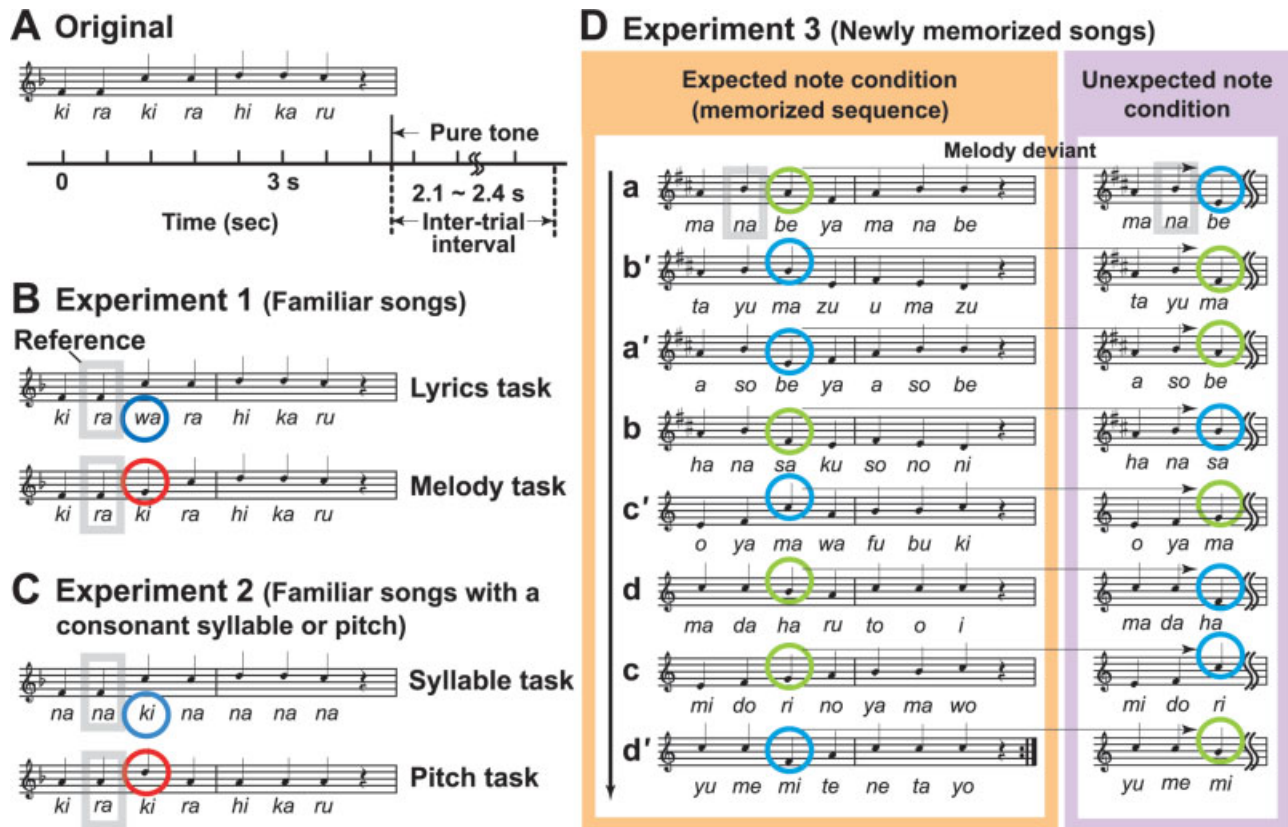 A Original
ki ra ki ra hi ka ru
Pure tone
0 3 s 2.1 ~ 2.4 s
Time (sec) Inter-trial
interval
B Experiment 1 (Familiar songs)
Reference
Lyrics task
ki ra wa ra hi ka ru
Melody task
ki ra ki ra hi ka ru
C Experiment 2 (Familiar songs with a
consonant syllable or pitch)
Syllable task
na na ki na na na na
Pitch task
ki ra ki ra hi ka ru
D Experiment 3 (Newly memorized songs)
Expected note condition
(memorized sequence)
Unexpected note
condition
Melody deviant
a
ma na be ya ma na be
ma na be
b′
ta yu ma zu u ma zu
ta yu ma
a′
a so be ya a so be
a so be
b
ha na sa ku so no ni
ha na sa
c′
o ya ma wa fu bu ki
o ya ma
d
ma da ha ru to o i
ma da ha
c
mi do ri no ya ma wo
mi do ri
d′
yu me mi te ne ta yo
yu me mi